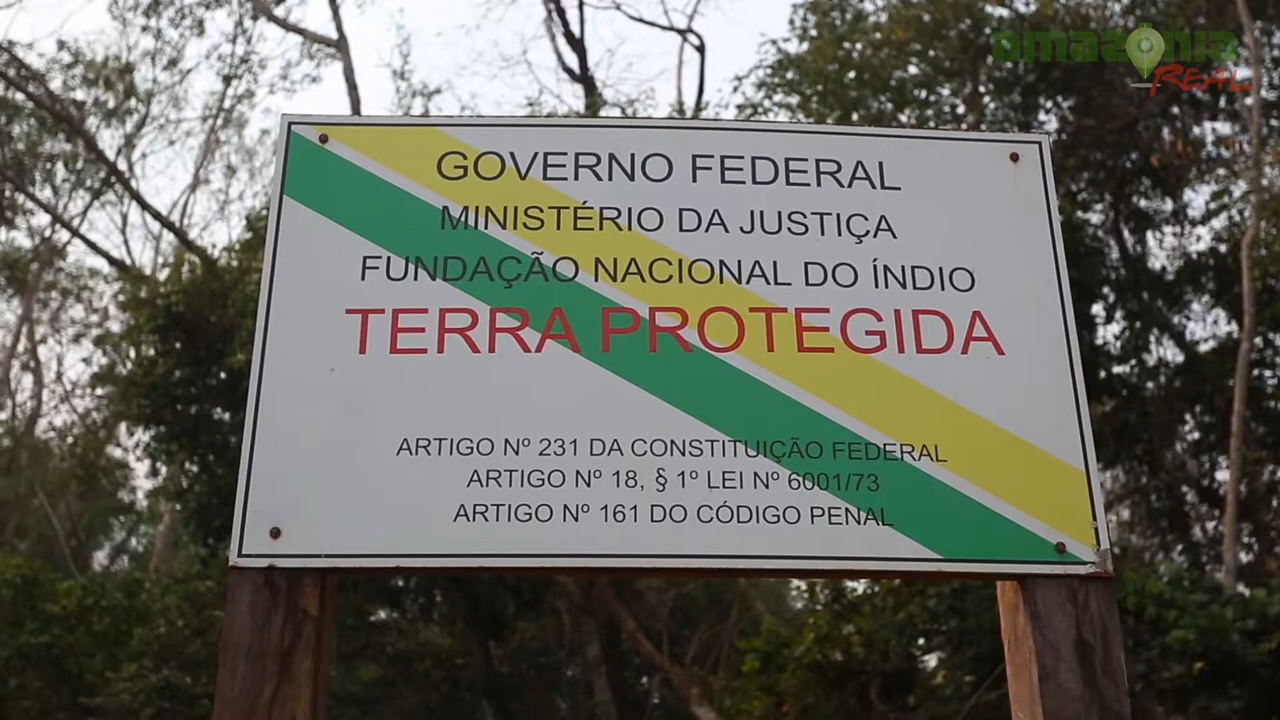 amazônia
REAL
GOVERNO FEDERAL
MINISTÉRIO DA JUSTIÇA
FUNDAÇÃO NACIONAL DO ÍNDIO
TERRA PROTEGIDA
ARTIGO Nº 231 DA CONSTITUIÇÃO FEDERAL
ARTIGO Nº 18, § 1º LEI Nº 6001/73
ARTIGO Nº 161 DO CÓDIGO PENAL